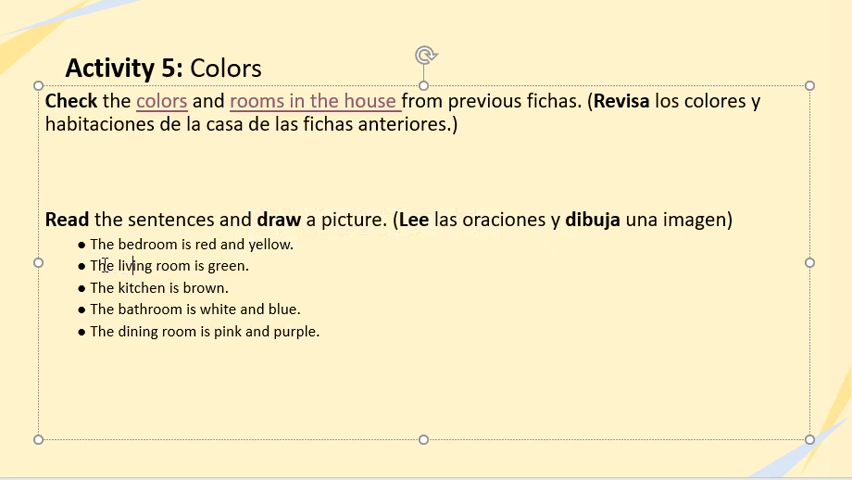 Activity 5: Colors
Check the colors and rooms in the house from previous fichas. (Revisa los colores y
habitaciones de la casa de las fichas anteriores.)
Read the sentences and draw a picture. (Lee las oraciones y dibuja una imagen)
● The bedroom is red and yellow.
● The living room is green.
● The kitchen is brown.
● The bathroom is white and blue.
● The dining room is pink and purple.